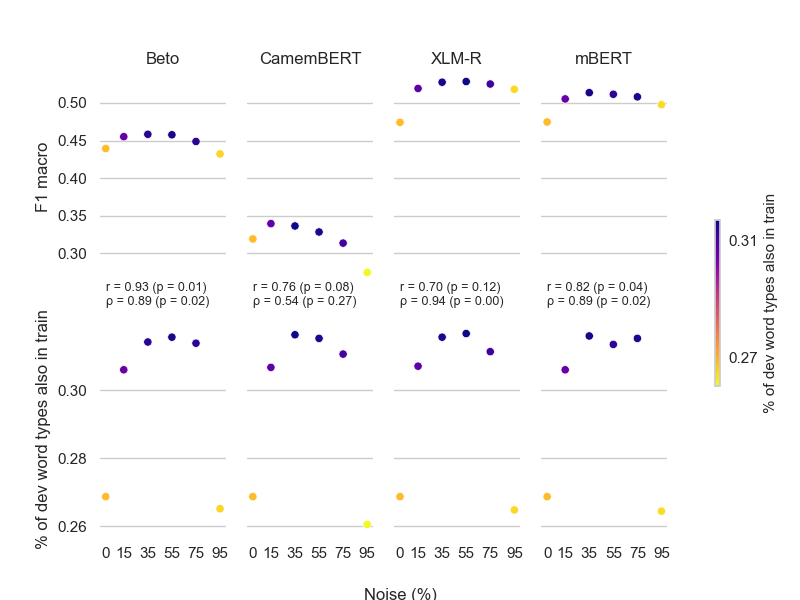 Beto CamemBERT XLM-R mBERT
F1 macro
0.50
0.45
0.40
0.35
0.30
r = 0.93 (p = 0.01) r = 0.76 (p = 0.08) r = 0.70 (p = 0.12) r = 0.82 (p = 0.04)
ρ = 0.89 (p = 0.02) ρ = 0.54 (p = 0.27) ρ = 0.94 (p = 0.00) ρ = 0.89 (p = 0.02)
% of dev word types also in train
0.30
0.28
0.26
0 15 35 55 75 95 0 15 35 55 75 95 0 15 35 55 75 95 0 15 35 55 75 95
Noise (%)
0.31
0.27
% of dev word types also in train